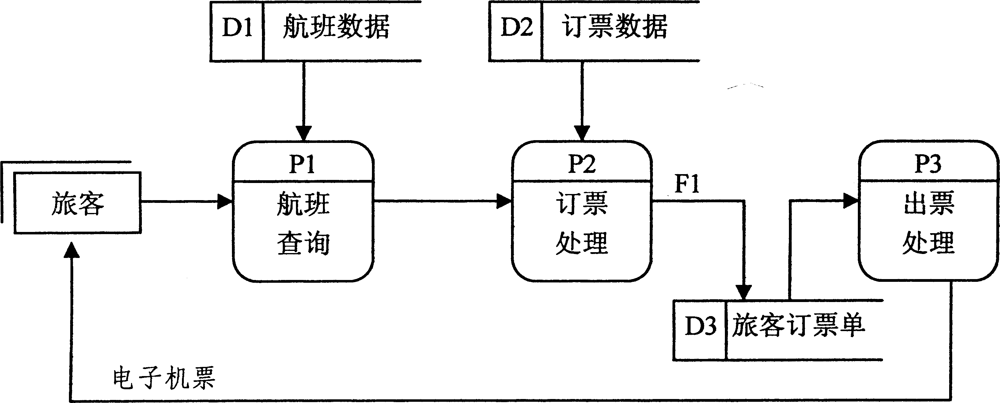 D1 航班数据
D2 订票数据
旅客
P1
航班
查询
P2
订票
处理
F1
P3
出票
处理
D3 旅客订票单
电子机票